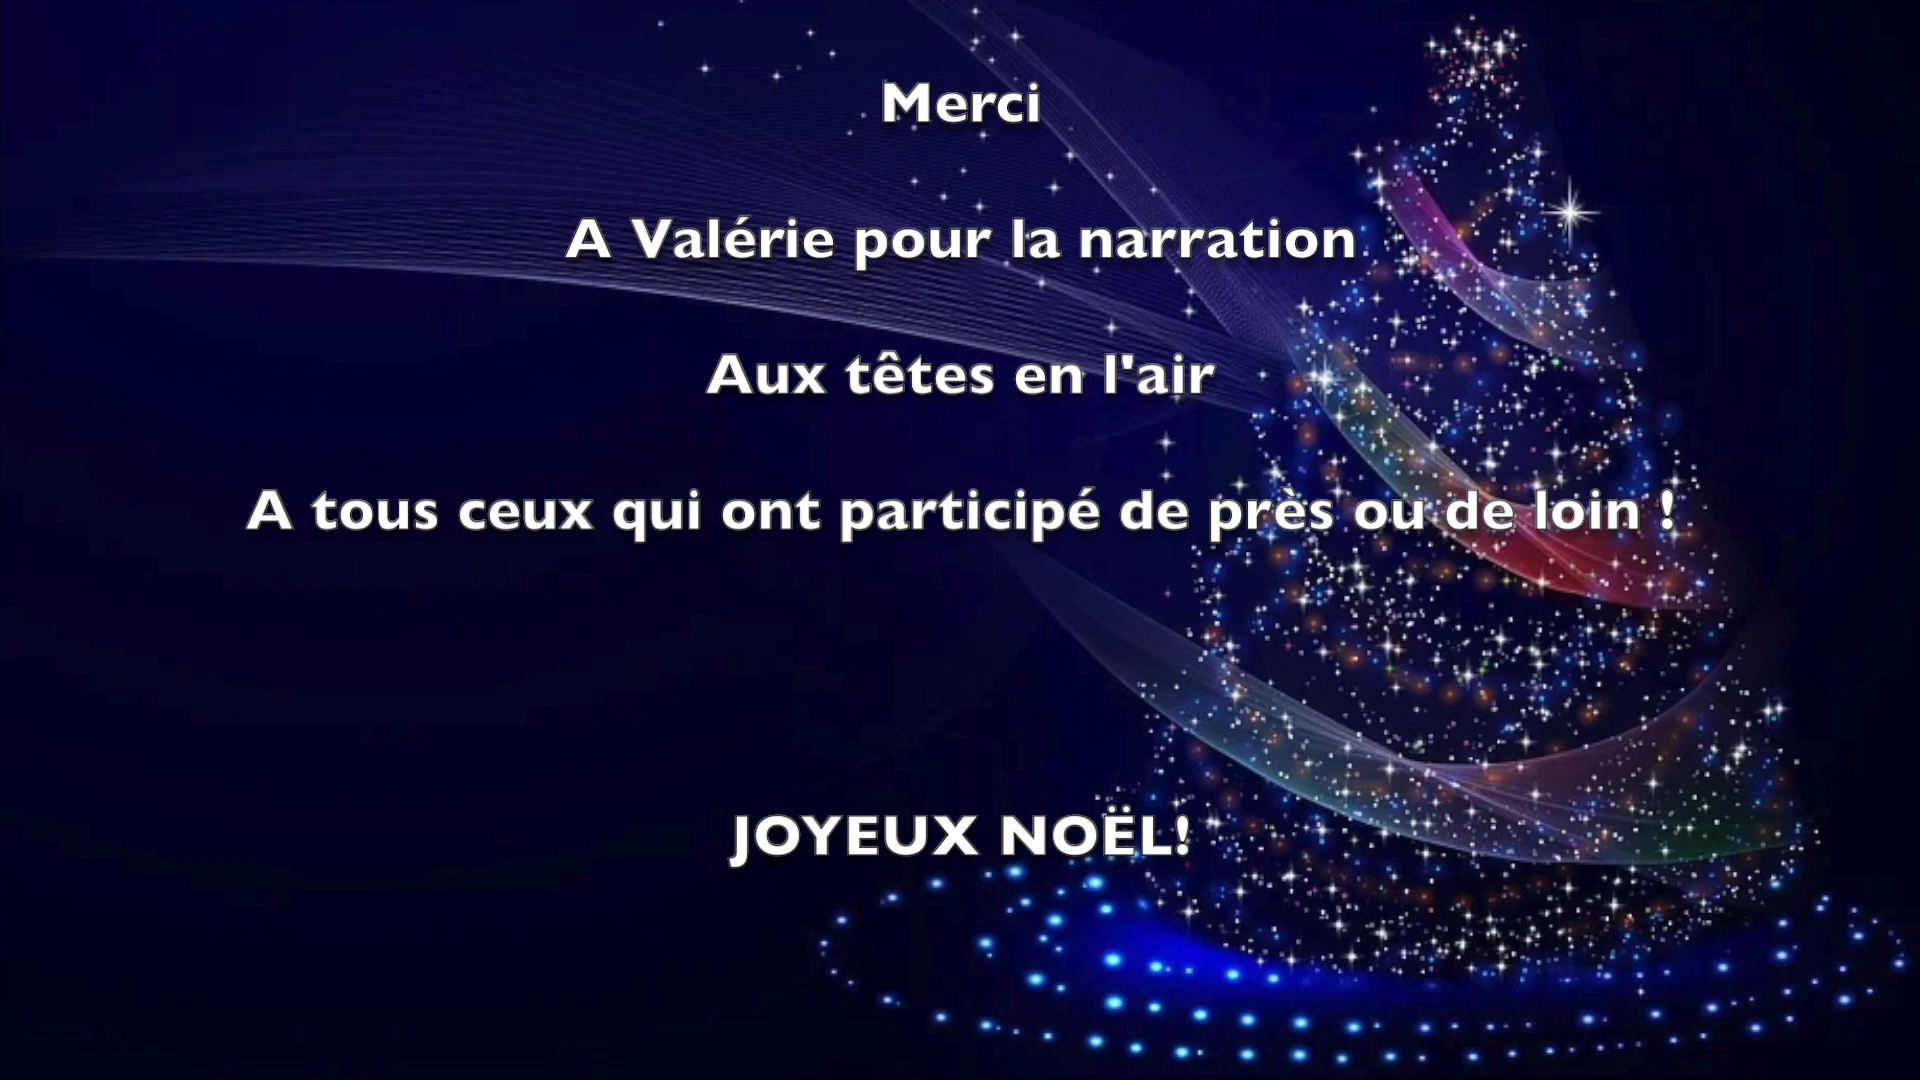 Merci
A Valérie pour la narration
Aux têtes en l'air
A tous ceux qui ont participé de près ou de loin !
JOYEUX NOËL!